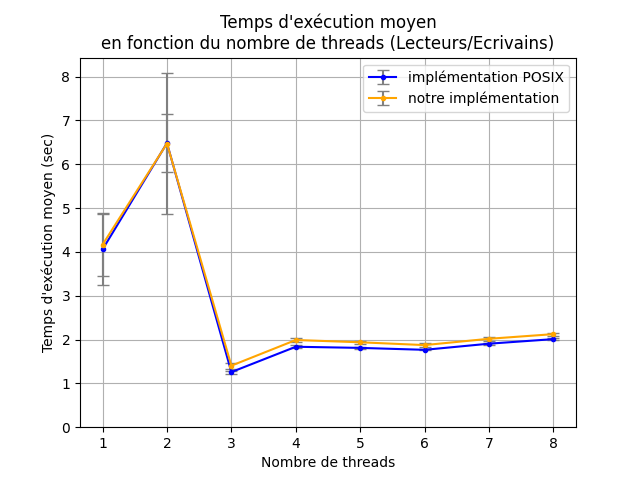 Temps d'exécution moyen
en fonction du nombre de threads (Lecteurs/Ecrivains)
implémentation POSIX
notre implémentation
Temps d'exécution moyen (sec)
8
7
6
5
4
3
2
1
0
1 2 3 4 5 6 7 8
Nombre de threads